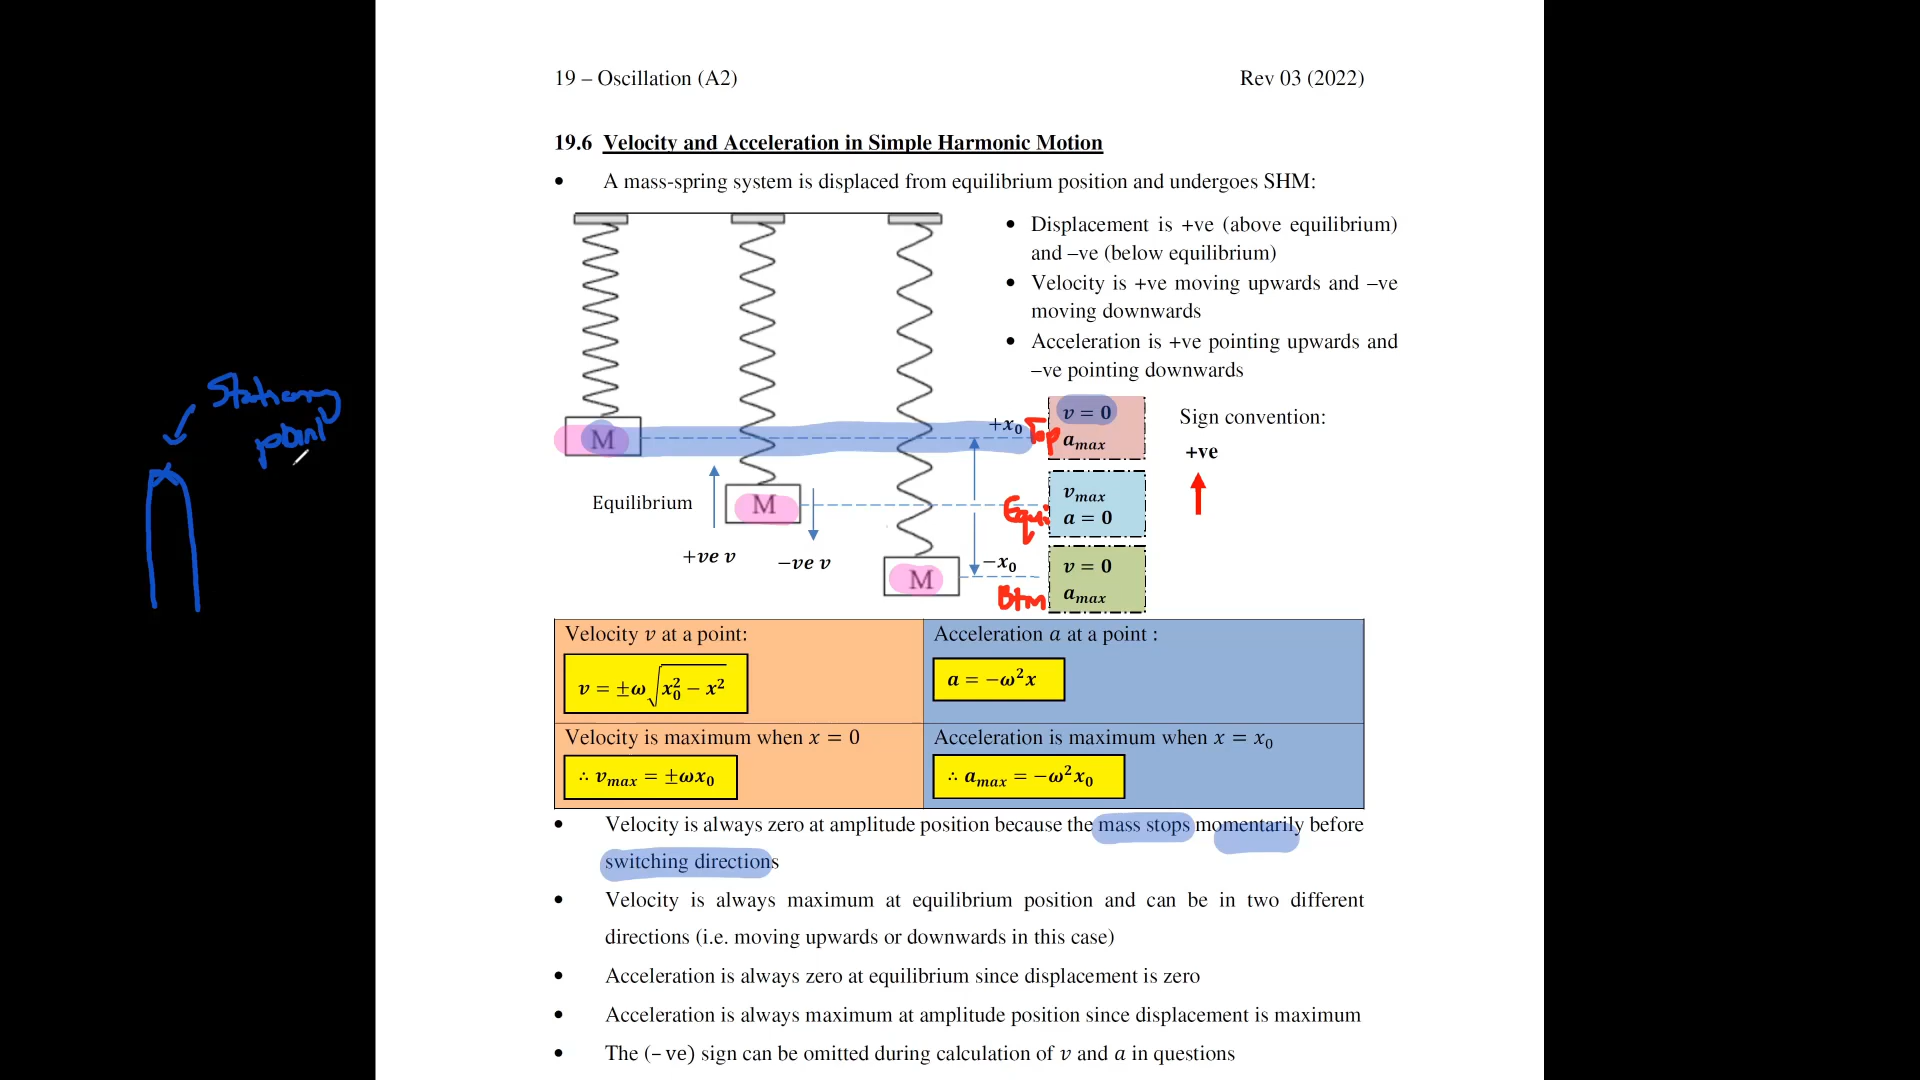 19 – Oscillation (A2) Rev 03 (2022)
19.6 Velocity and Acceleration in Simple Harmonic Motion
• A mass-spring system is displaced from equilibrium position and undergoes SHM:
• Displacement is +ve (above equilibrium)
and –ve (below equilibrium)
• Velocity is +ve moving upwards and –ve
moving downwards
• Acceleration is +ve pointing upwards and
–ve pointing downwards
Stationary
point
M
+x₀
Top
v = 0
a_max
Sign convention:
+ve
Equilibrium
M
Equi
v_max
a = 0
+ve v
–ve v
M
–x₀
Btm
v = 0
a_max
Velocity v at a point:
v = ±ω√(x₀² – x²)
Acceleration a at a point :
a = –ω²x
Velocity is maximum when x = 0
∴ v_max = ±ωx₀
Acceleration is maximum when x = x₀
∴ a_max = –ω²x₀
• Velocity is always zero at amplitude position because the mass stops momentarily before
switching directions
• Velocity is always maximum at equilibrium position and can be in two different
directions (i.e. moving upwards or downwards in this case)
• Acceleration is always zero at equilibrium since displacement is zero
• Acceleration is always maximum at amplitude position since displacement is maximum
• The (– ve) sign can be omitted during calculation of v and a in questions